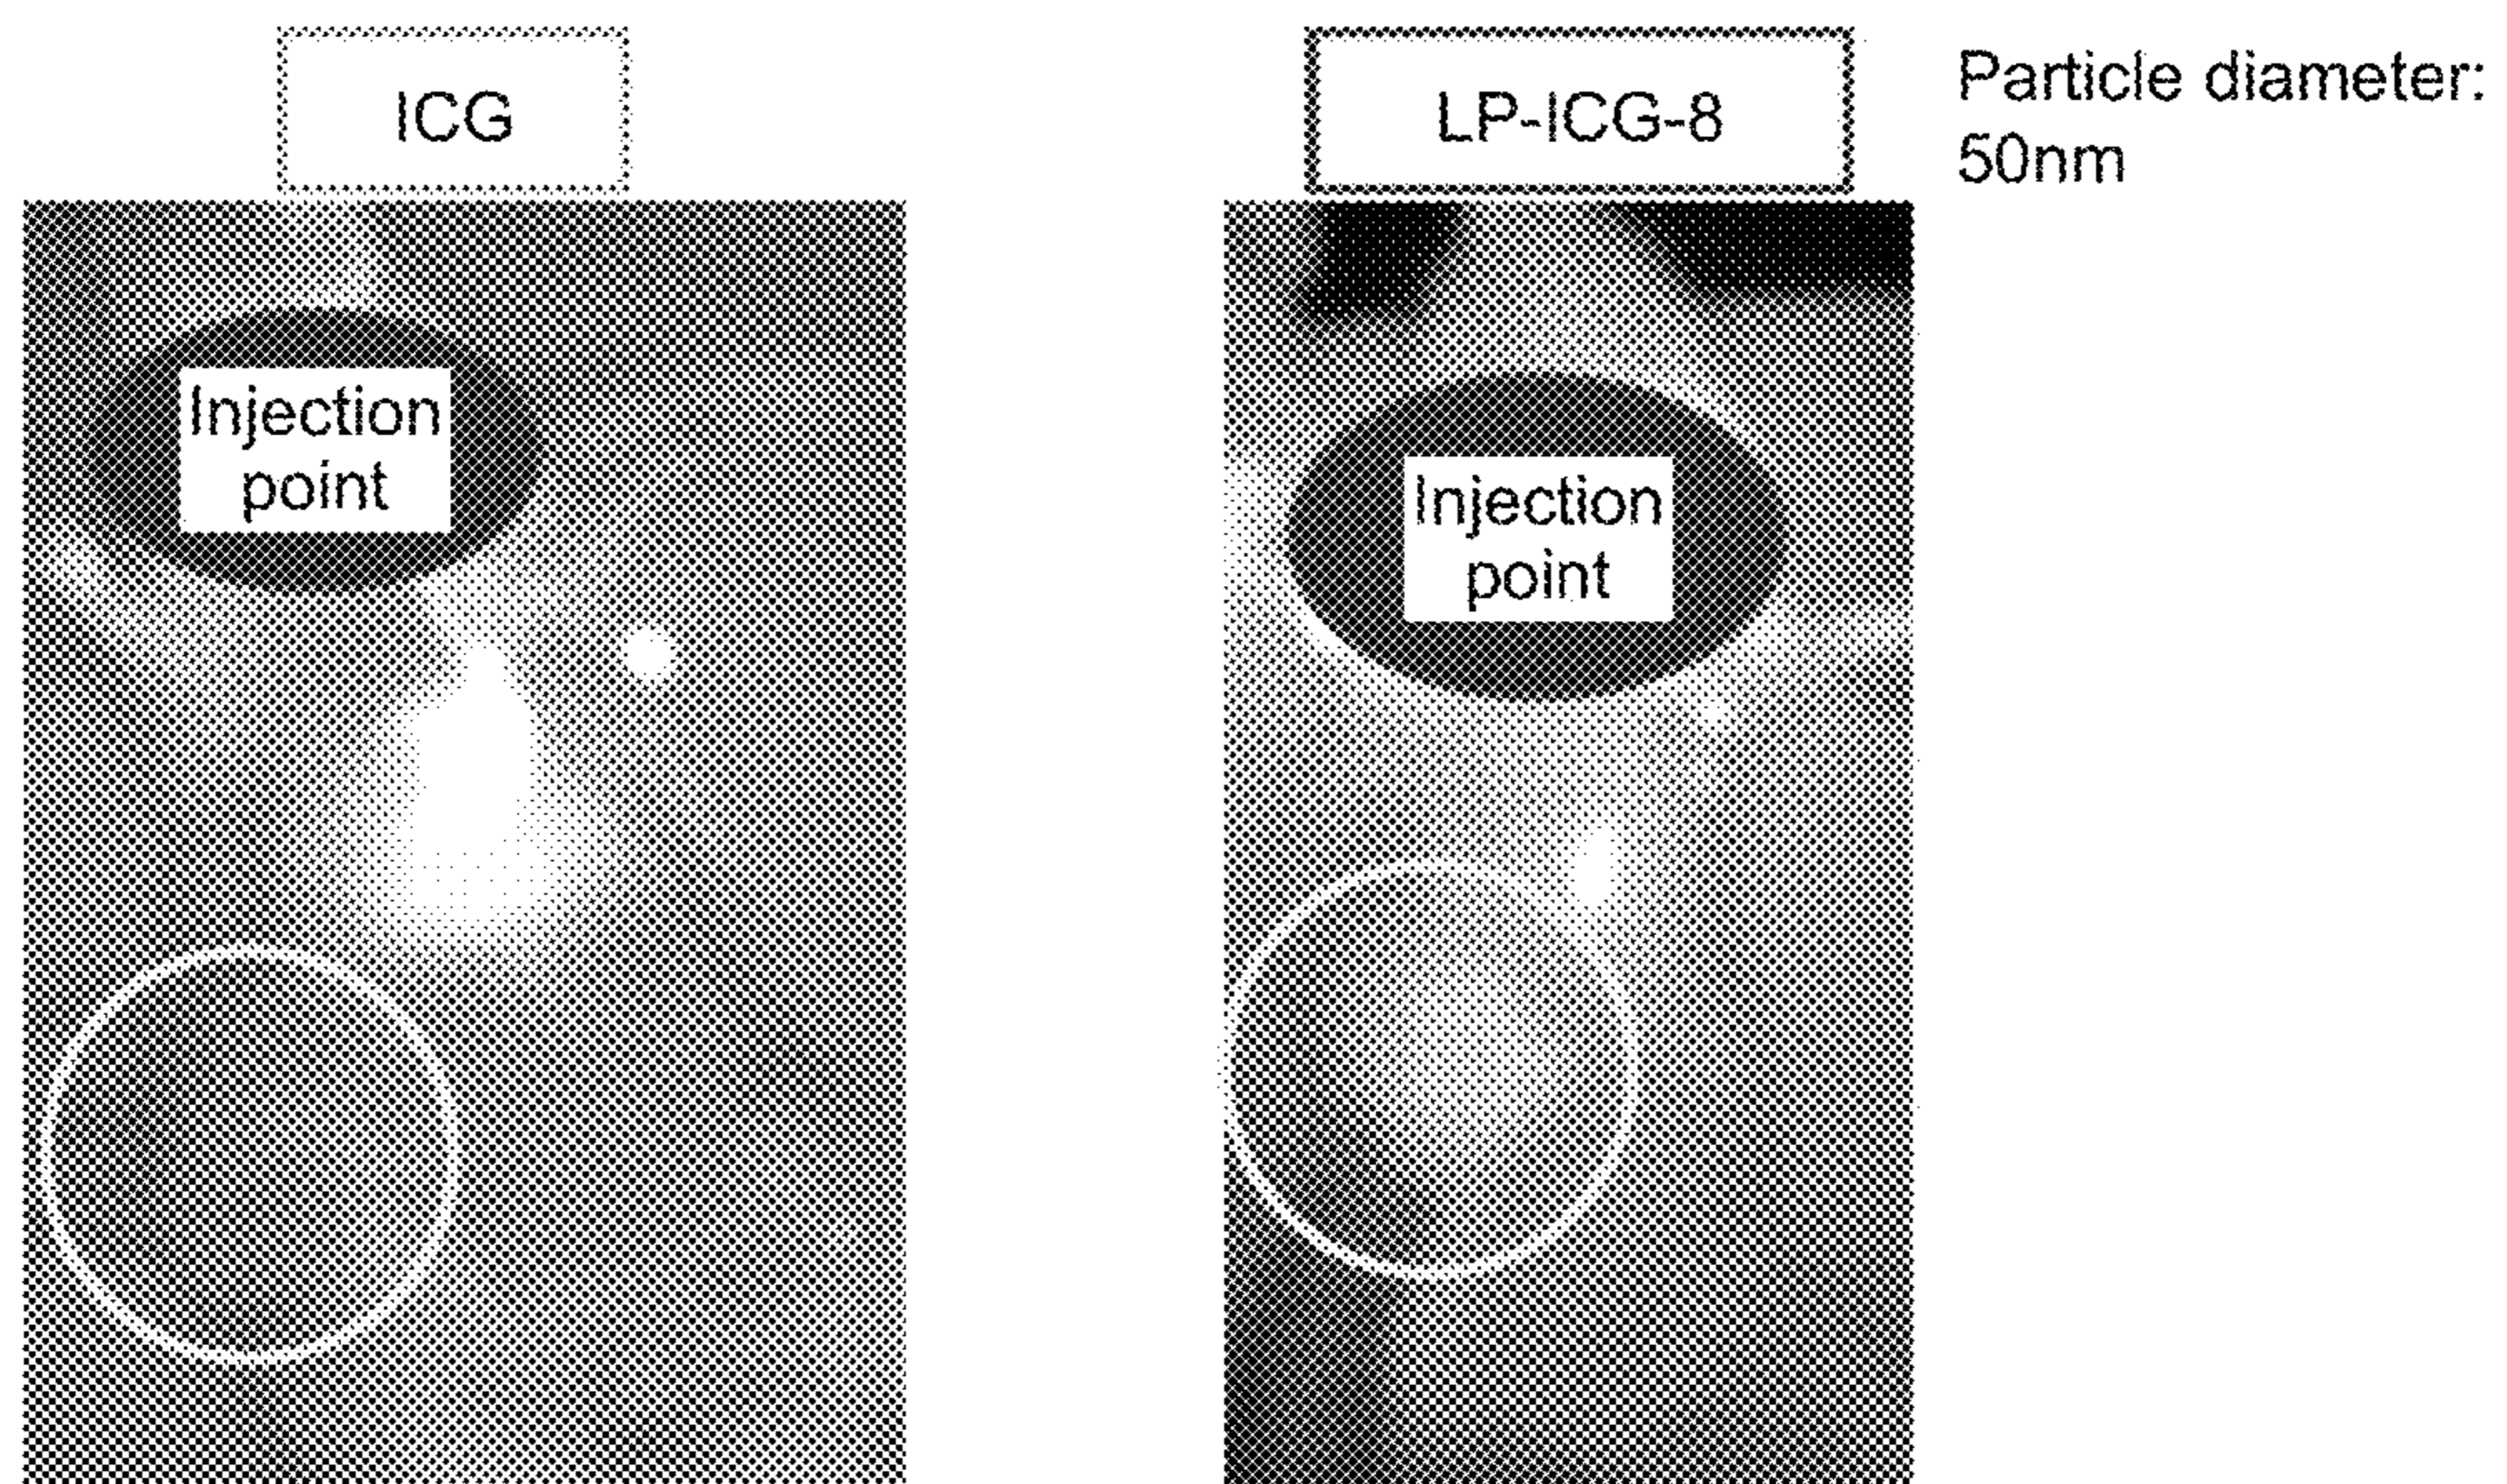 ICG
LP-ICG-8
Particle diameter:
50nm
Injection
point
Injection
point